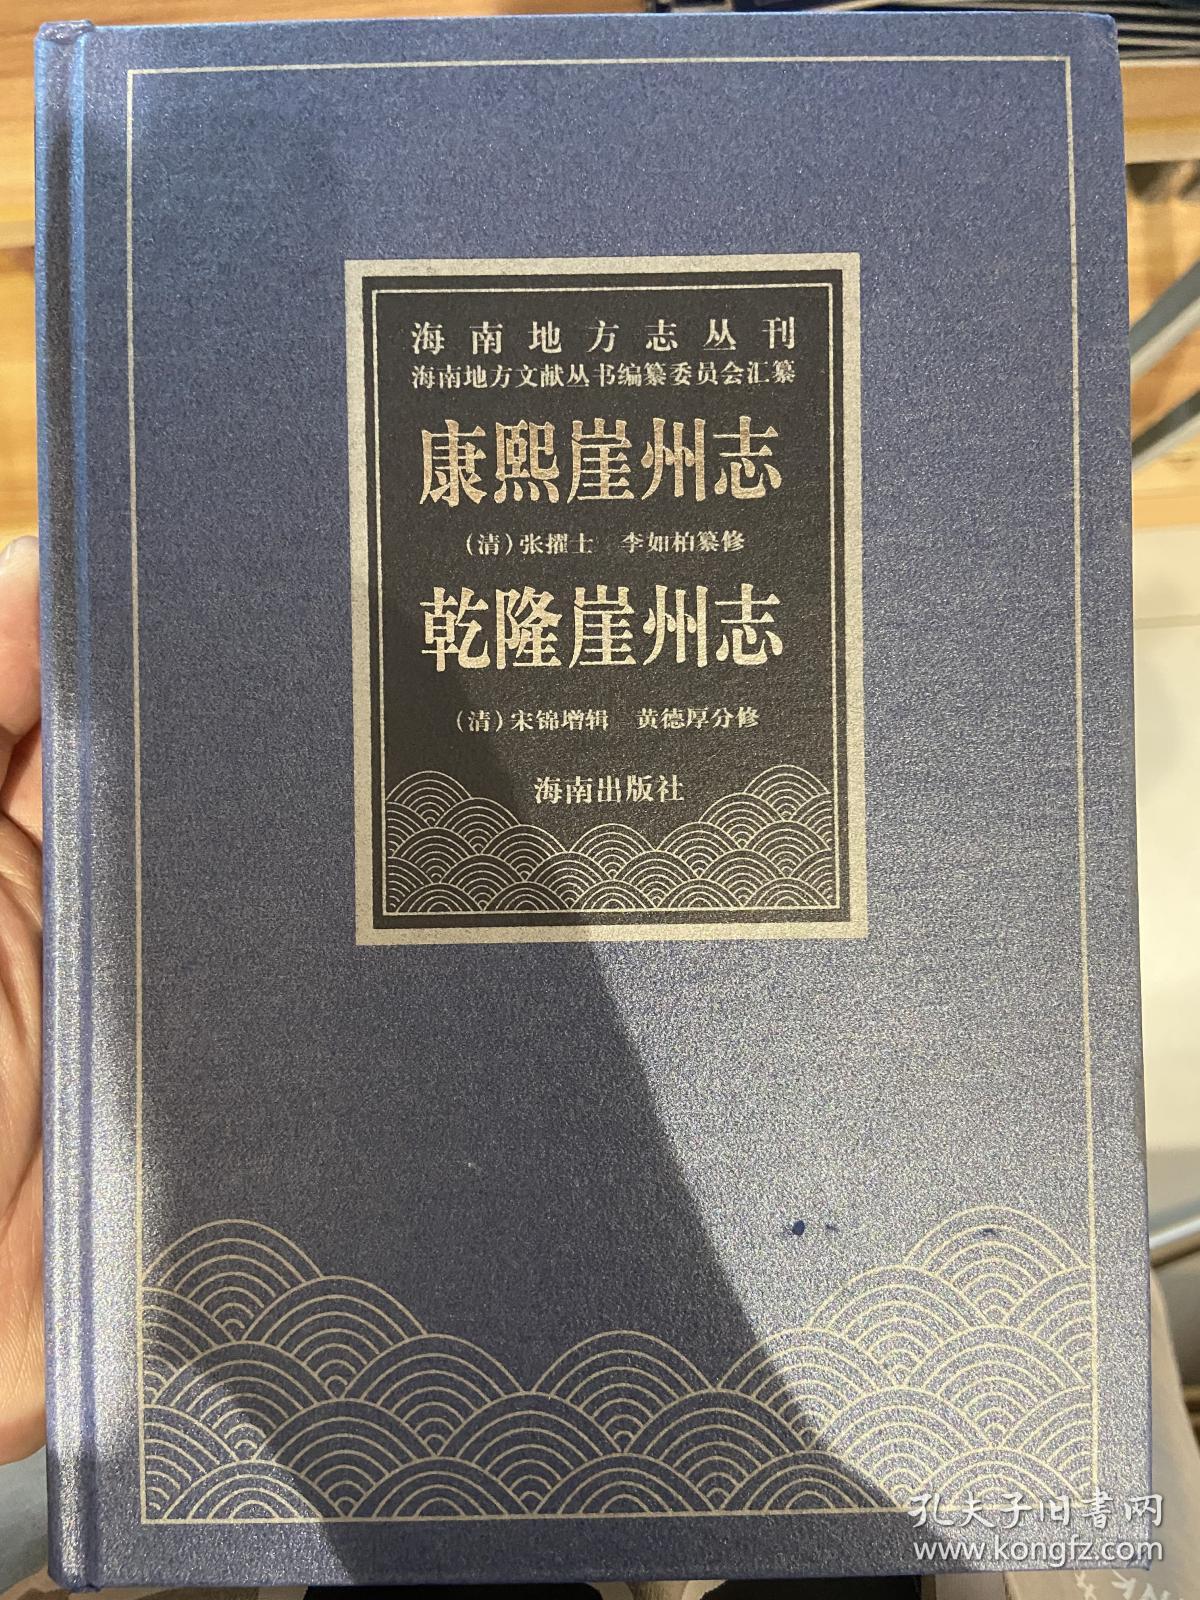 海南地方志丛刊
海南地方文献丛书编纂委员会汇纂
康熙崖州志
（清）张擢士 李如柏纂修
乾隆崖州志
（清）宋锦增辑 黄德厚分修
海南出版社
孔夫子旧书网
www.kongfz.com